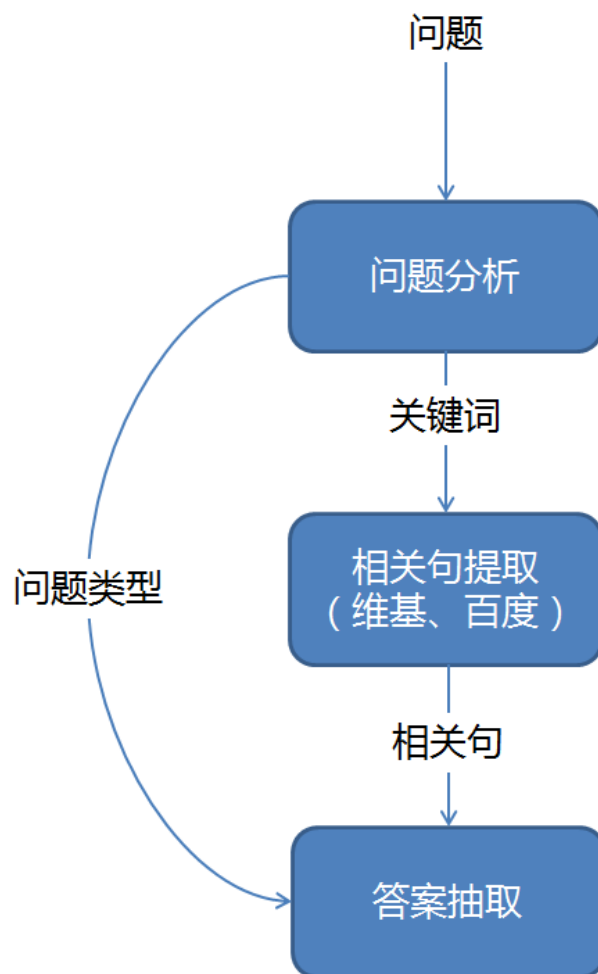 问题
问题分析
关键词
相关句提取
（维基、百度）
问题类型
相关句
答案抽取